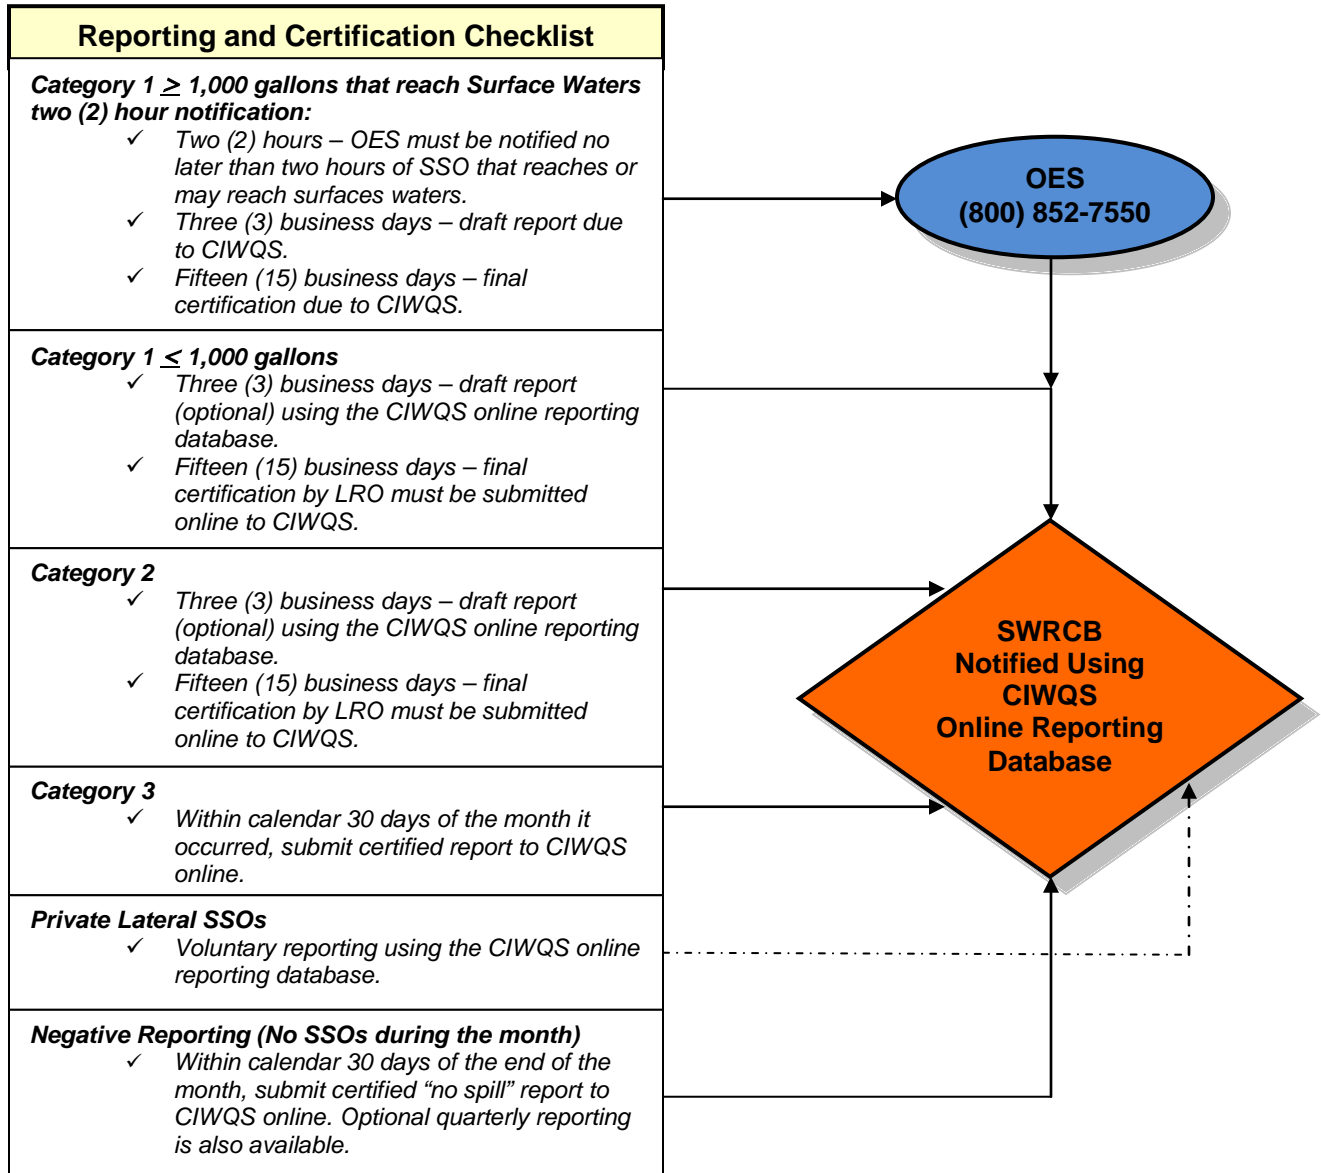 Reporting and Certification Checklist
Category 1 ≥ 1,000 gallons that reach Surface Waters
two (2) hour notification:
✓ Two (2) hours – OES must be notified no
later than two hours of SSO that reaches or
may reach surfaces waters.
✓ Three (3) business days – draft report due
to CIWQS.
✓ Fifteen (15) business days – final
certification due to CIWQS.
Category 1 ≤ 1,000 gallons
✓ Three (3) business days – draft report
(optional) using the CIWQS online reporting
database.
✓ Fifteen (15) business days – final
certification by LRO must be submitted
online to CIWQS.
Category 2
✓ Three (3) business days – draft report
(optional) using the CIWQS online reporting
database.
✓ Fifteen (15) business days – final
certification by LRO must be submitted
online to CIWQS.
Category 3
✓ Within calendar 30 days of the month it
occurred, submit certified report to CIWQS
online.
Private Lateral SSOs
✓ Voluntary reporting using the CIWQS online
reporting database.
Negative Reporting (No SSOs during the month)
✓ Within calendar 30 days of the end of the
month, submit certified “no spill” report to
CIWQS online. Optional quarterly reporting
is also available.
OES
(800) 852-7550
SWRCB
Notified Using
CIWQS
Online Reporting
Database